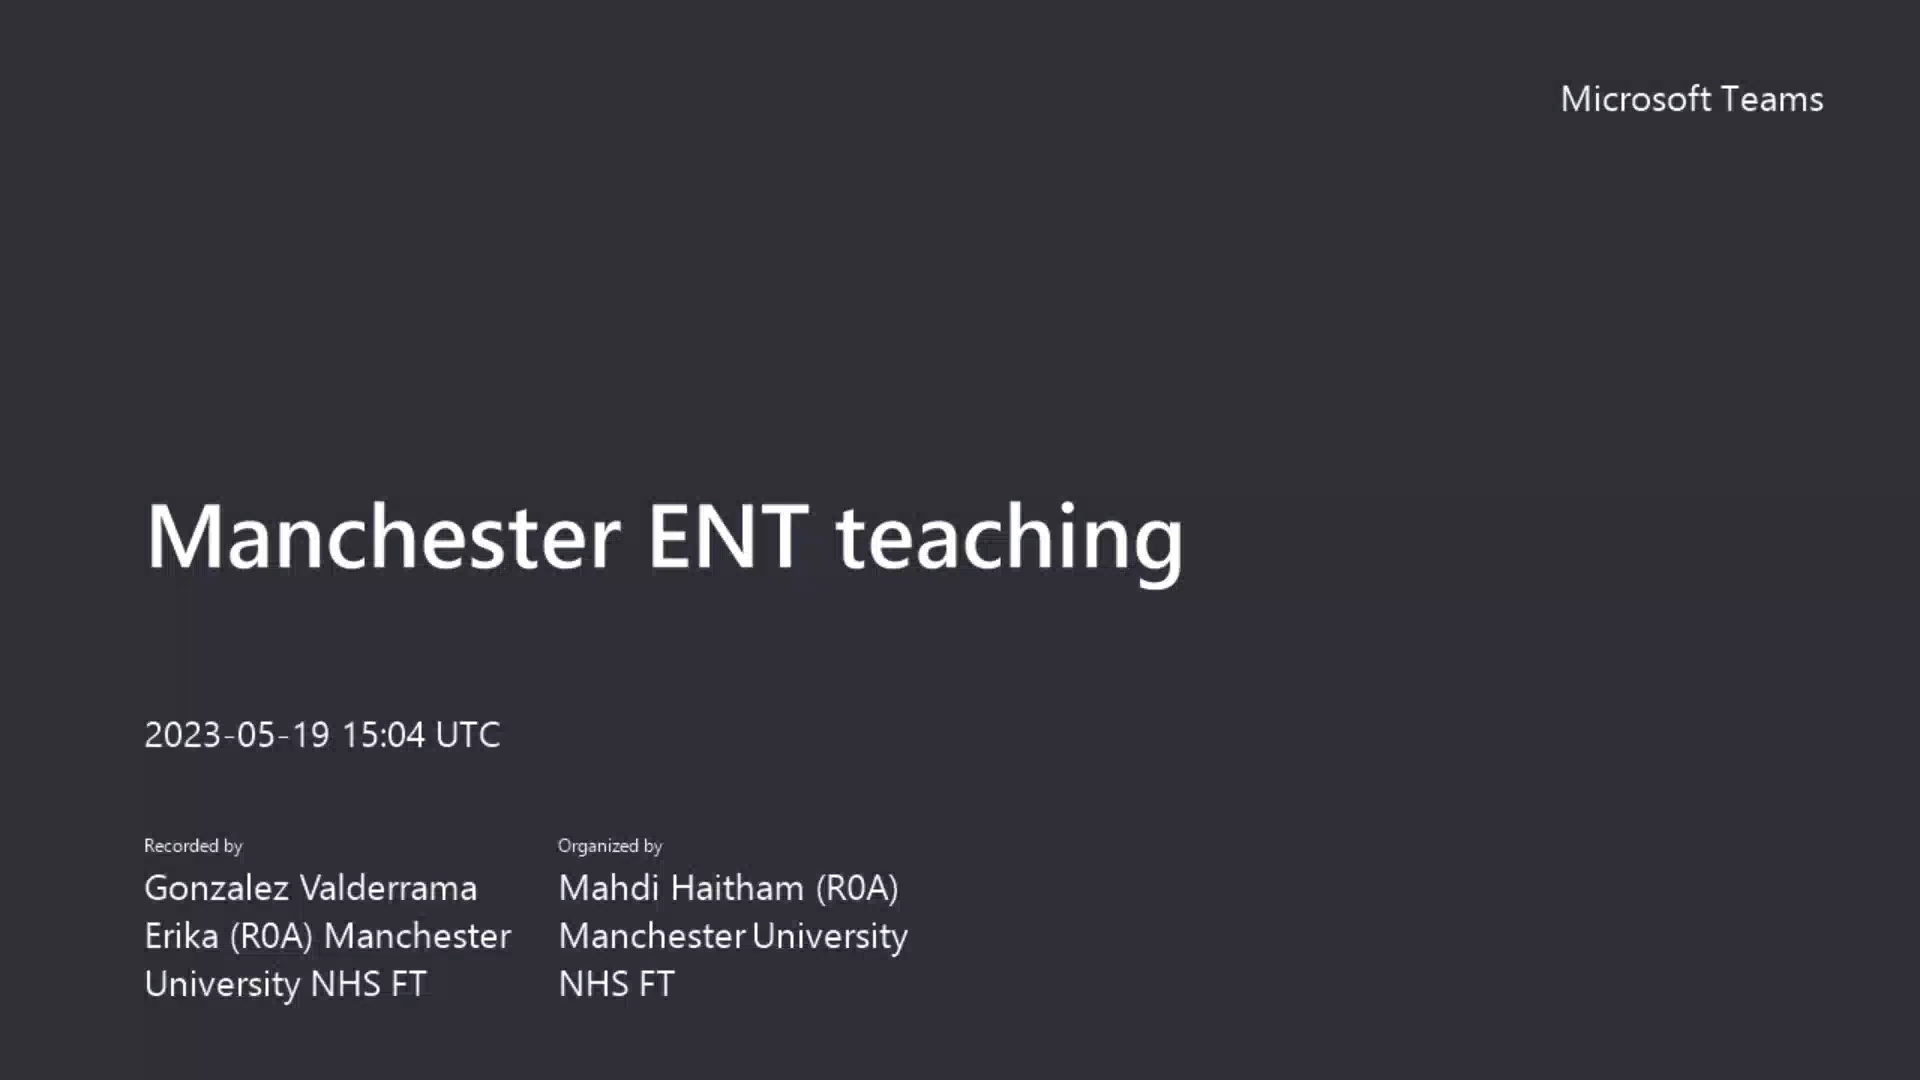 Microsoft Teams
Manchester ENT teaching
2023-05-19 15:04 UTC
Recorded by
Gonzalez Valderrama
Erika (R0A) Manchester
University NHS FT
Organized by
Mahdi Haitham (R0A)
Manchester University
NHS FT